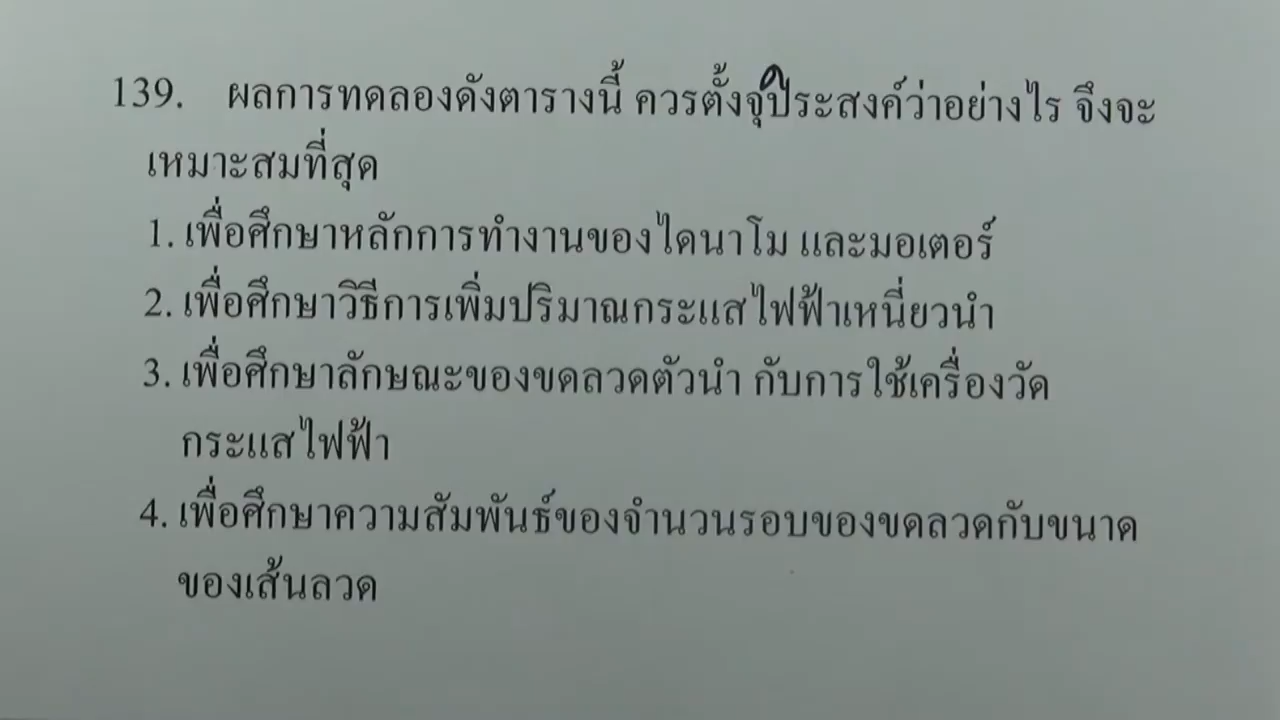 139. ผลการทดลองดังตารางนี้ ควรตั้งจุปิระสงค์ว่าอย่างไร จึงจะ
เหมาะสมที่สุด
1. เพื่อศึกษาหลักการทำงานของไดนาโม และมอเตอร์
2. เพื่อศึกษาวิธีการเพิ่มปริมาณกระแสไฟฟ้าเหนี่ยวนำ
3. เพื่อศึกษาลักษณะของขดลวดตัวนำ กับการใช้เครื่องวัด
กระแสไฟฟ้า
4. เพื่อศึกษาความสัมพันธ์ของจำนวนรอบของขดลวดกับขนาด
ของเส้นลวด